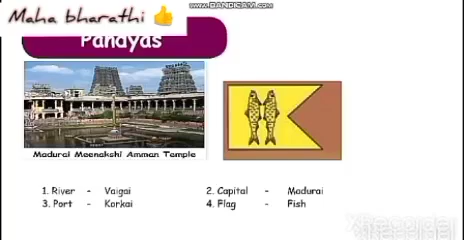 www.BANDICAM.com
Maha bharathi 👍
Pandyas
Madurai Meenakshi Amman Temple
1. River - Vaigai
2. Capital - Madurai
3. Port - Korkai
4. Flag - Fish
XRecorder